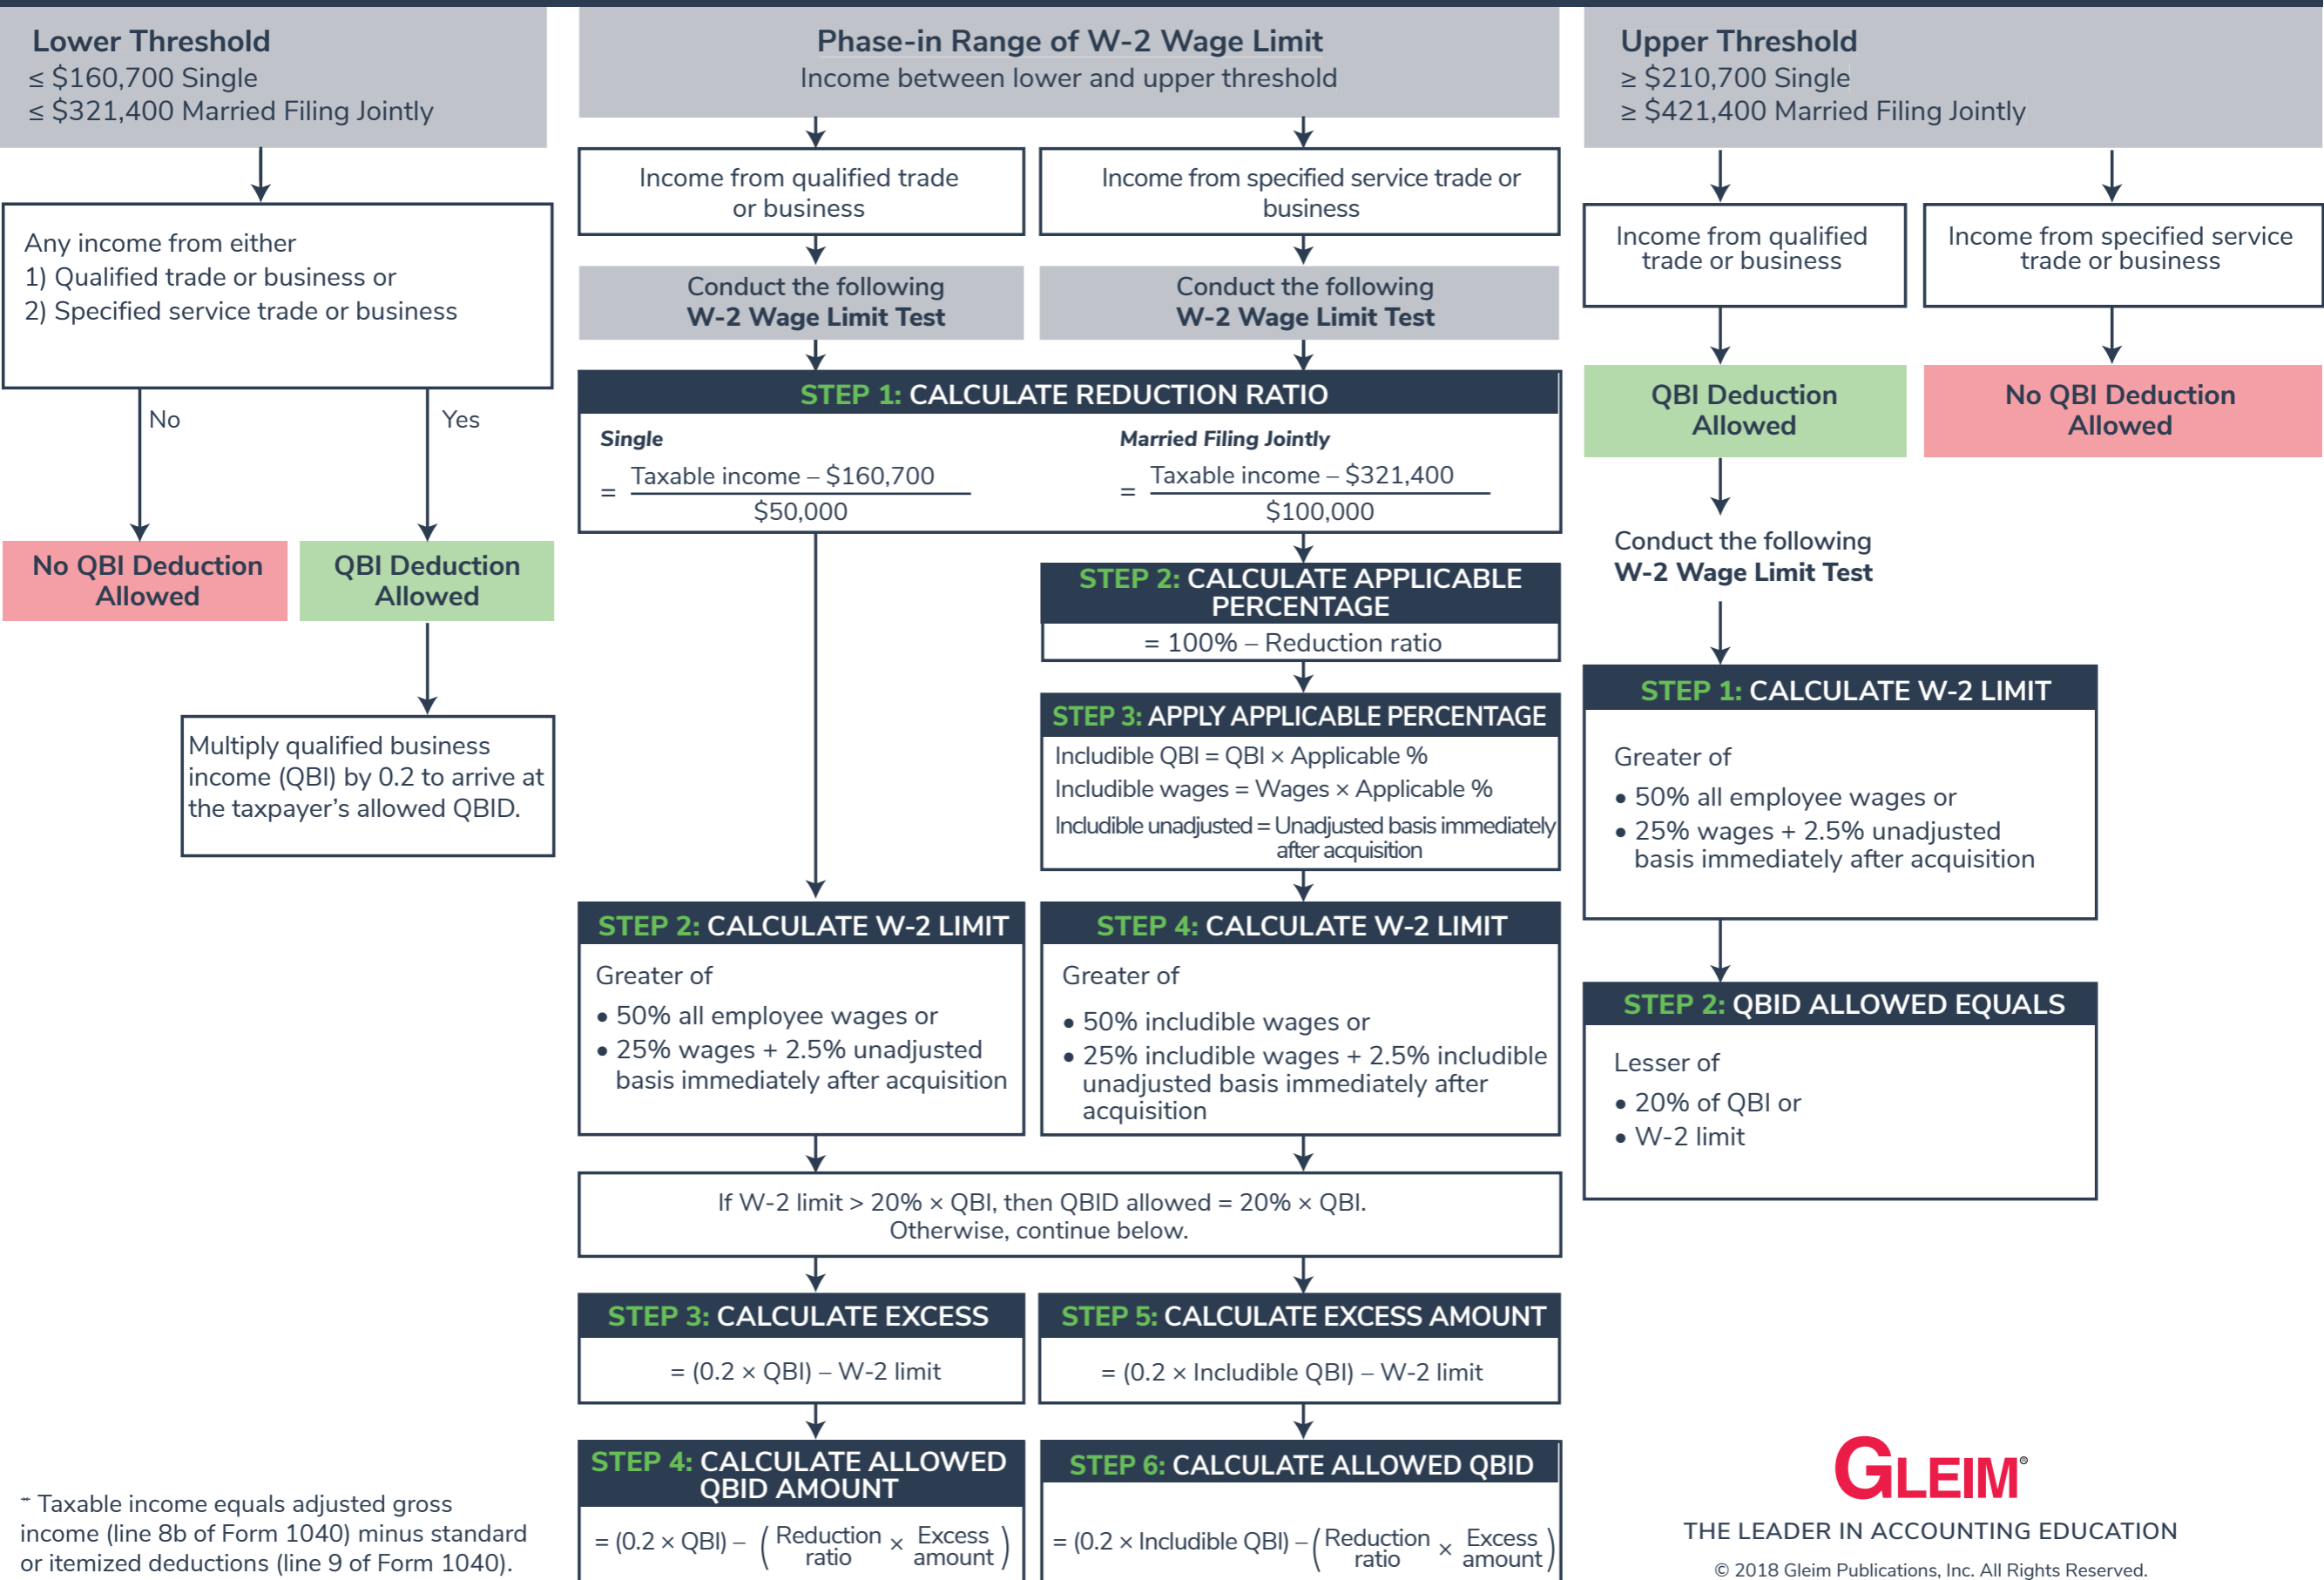 Lower Threshold
≤ $160,700 Single
≤ $321,400 Married Filing Jointly
Any income from either
1) Qualified trade or business or
2) Specified service trade or business
No
Yes
No QBI Deduction
Allowed
QBI Deduction
Allowed
Multiply qualified business
income (QBI) by 0.2 to arrive at
the taxpayer’s allowed QBID.
Phase-in Range of W-2 Wage Limit
Income between lower and upper threshold
Income from qualified trade
or business
Income from specified service trade or
business
Conduct the following
W-2 Wage Limit Test
Conduct the following
W-2 Wage Limit Test
STEP 1: CALCULATE REDUCTION RATIO
Single
= Taxable income – $160,700
$50,000
Married Filing Jointly
= Taxable income – $321,400
$100,000
STEP 2: CALCULATE APPLICABLE
PERCENTAGE
= 100% – Reduction ratio
STEP 3: APPLY APPLICABLE PERCENTAGE
Includible QBI = QBI × Applicable %
Includible wages = Wages × Applicable %
Includible unadjusted = Unadjusted basis immediately
after acquisition
STEP 2: CALCULATE W-2 LIMIT
Greater of
• 50% all employee wages or
• 25% wages + 2.5% unadjusted
basis immediately after acquisition
STEP 4: CALCULATE W-2 LIMIT
Greater of
• 50% includible wages or
• 25% includible wages + 2.5% includible
unadjusted basis immediately after
acquisition
If W-2 limit > 20% × QBI, then QBID allowed = 20% × QBI.
Otherwise, continue below.
STEP 3: CALCULATE EXCESS
= (0.2 × QBI) – W-2 limit
STEP 5: CALCULATE EXCESS AMOUNT
= (0.2 × Includible QBI) – W-2 limit
STEP 4: CALCULATE ALLOWED
QBID AMOUNT
= (0.2 × QBI) – (Reduction ratio × Excess amount)
STEP 6: CALCULATE ALLOWED QBID
= (0.2 × Includible QBI) – (Reduction ratio × Excess amount)
Upper Threshold
≥ $210,700 Single
≥ $421,400 Married Filing Jointly
Income from qualified
trade or business
Income from specified service
trade or business
QBI Deduction
Allowed
No QBI Deduction
Allowed
Conduct the following
W-2 Wage Limit Test
STEP 1: CALCULATE W-2 LIMIT
Greater of
• 50% all employee wages or
• 25% wages + 2.5% unadjusted
basis immediately after acquisition
STEP 2: QBID ALLOWED EQUALS
Lesser of
• 20% of QBI or
• W-2 limit
* Taxable income equals adjusted gross
income (line 8b of Form 1040) minus standard
or itemized deductions (line 9 of Form 1040).
GLEIM®
THE LEADER IN ACCOUNTING EDUCATION
© 2018 Gleim Publications, Inc. All Rights Reserved.